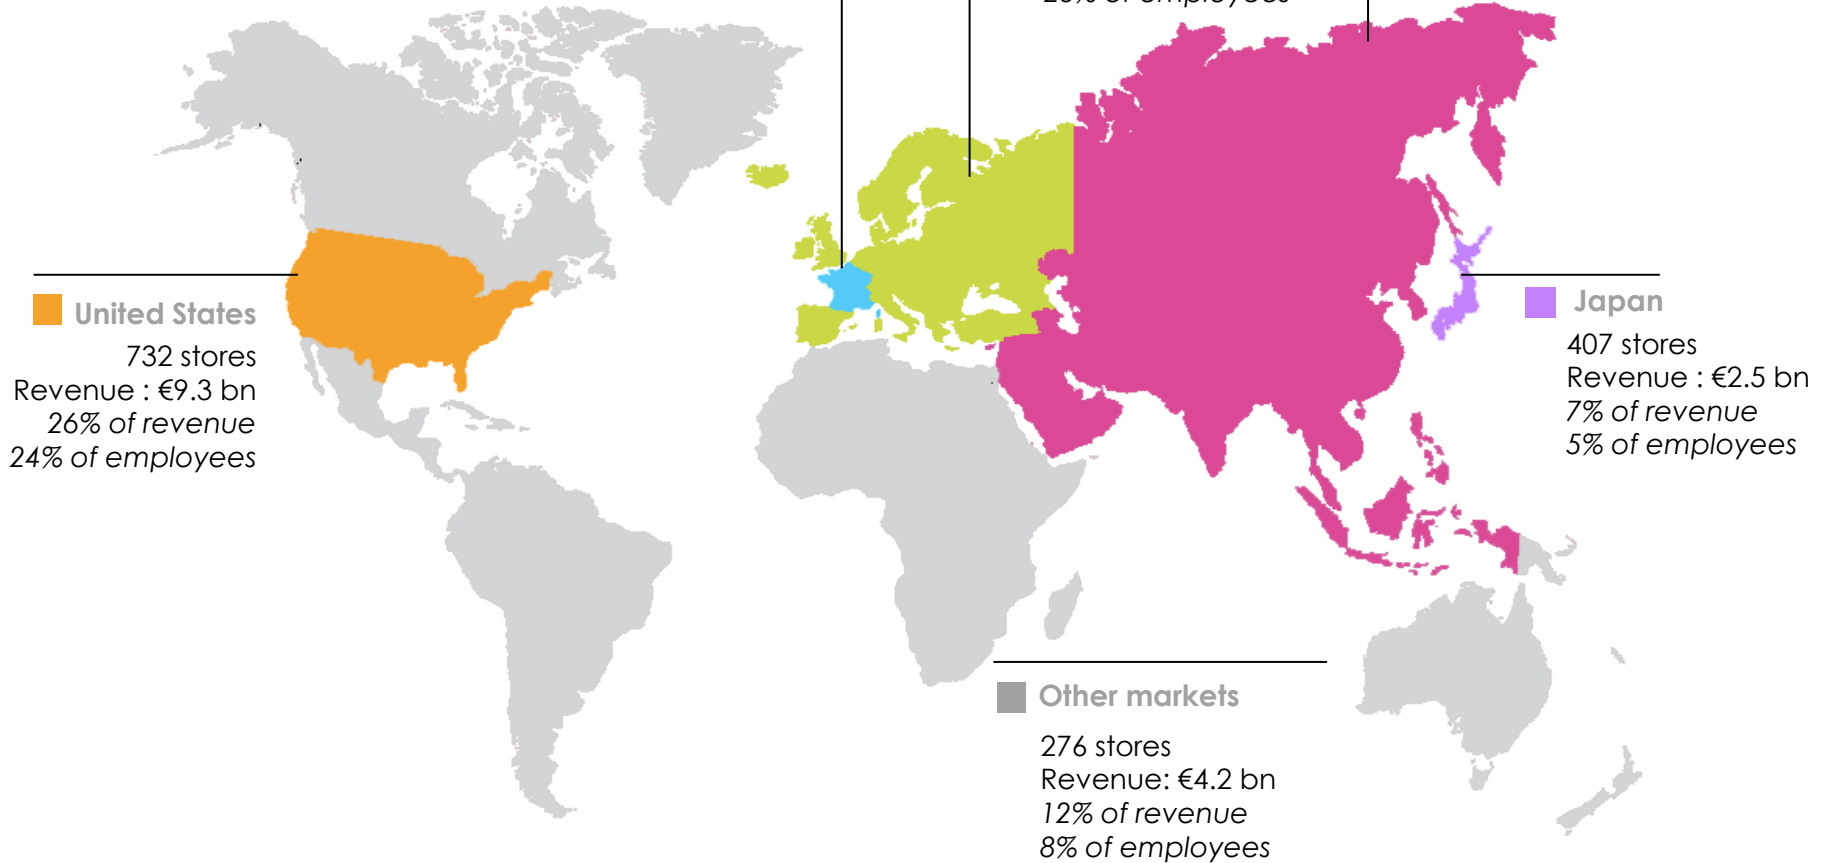 of employees
United States
732 stores
Revenue : €9.3 bn
26% of revenue
24% of employees
Japan
407 stores
Revenue : €2.5 bn
7% of revenue
5% of employees
Other markets
276 stores
Revenue: €4.2 bn
12% of revenue
8% of employees